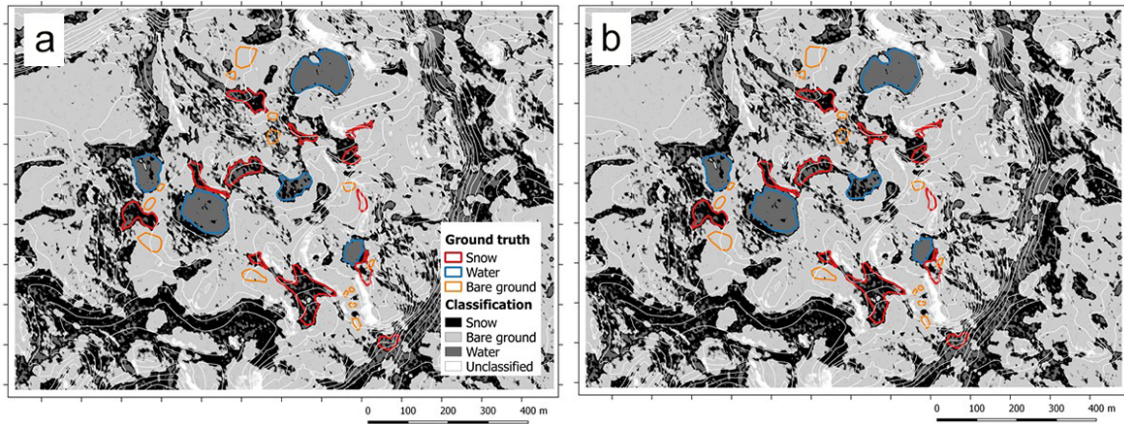 a
b
Ground truth
Snow
Water
Bare ground
Classification
Snow
Bare ground
Water
Unclassified
0 100 200 300 400 m
0 100 200 300 400 m